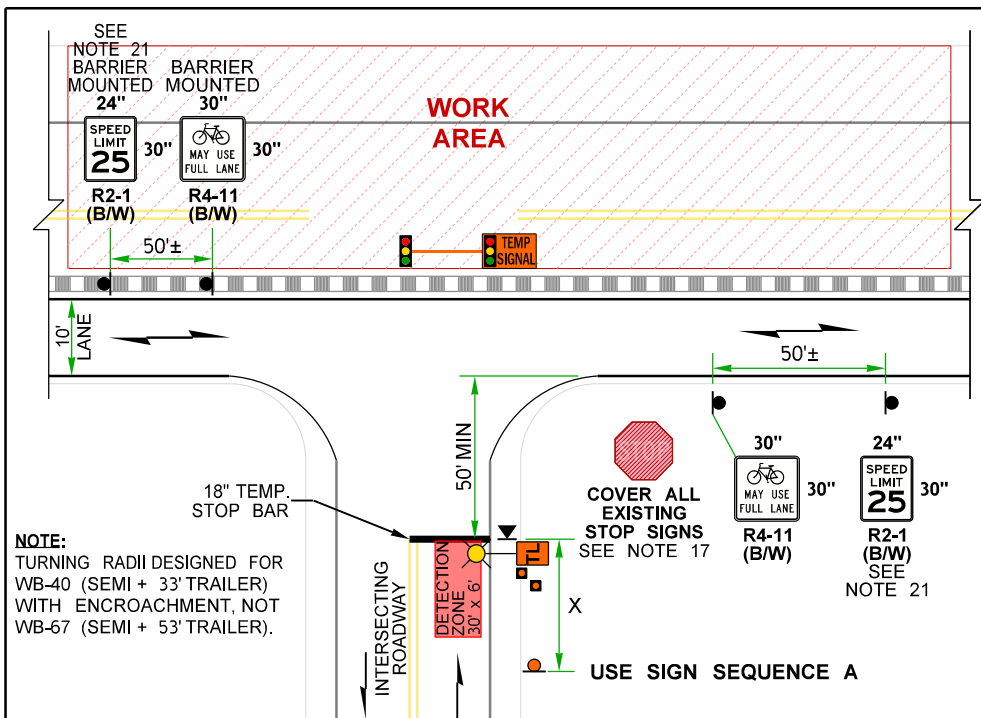 SEE
NOTE 21
BARRIER
MOUNTED
24"
SPEED
LIMIT
25
30"
R2-1
(B/W)
BARRIER
MOUNTED
30"
MAY USE
FULL LANE
30"
R4-11
(B/W)
WORK
AREA
50'±
TEMP
SIGNAL
10'
LANE
50'±
50' MIN
STOP
COVER ALL
EXISTING
STOP SIGNS
SEE NOTE 17
30"
MAY USE
FULL LANE
30"
R4-11
(B/W)
24"
SPEED
LIMIT
25
30"
R2-1
(B/W)
SEE
NOTE 21
18" TEMP.
STOP BAR
NOTE:
TURNING RADII DESIGNED FOR
WB-40 (SEMI + 33' TRAILER)
WITH ENCROACHMENT, NOT
WB-67 (SEMI + 53' TRAILER).
DETECTION
ZONE
30' x 6'
TL
X
INTERSECTING
ROADWAY
USE SIGN SEQUENCE A